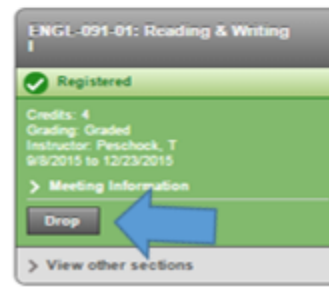 ENGL-091-01: Reading & Writing
I
Registered
Credits: 4
Grading: Graded
Instructor: Peschock, T
9/8/2015 to 12/23/2015
> Meeting Information
Drop
> View other sections